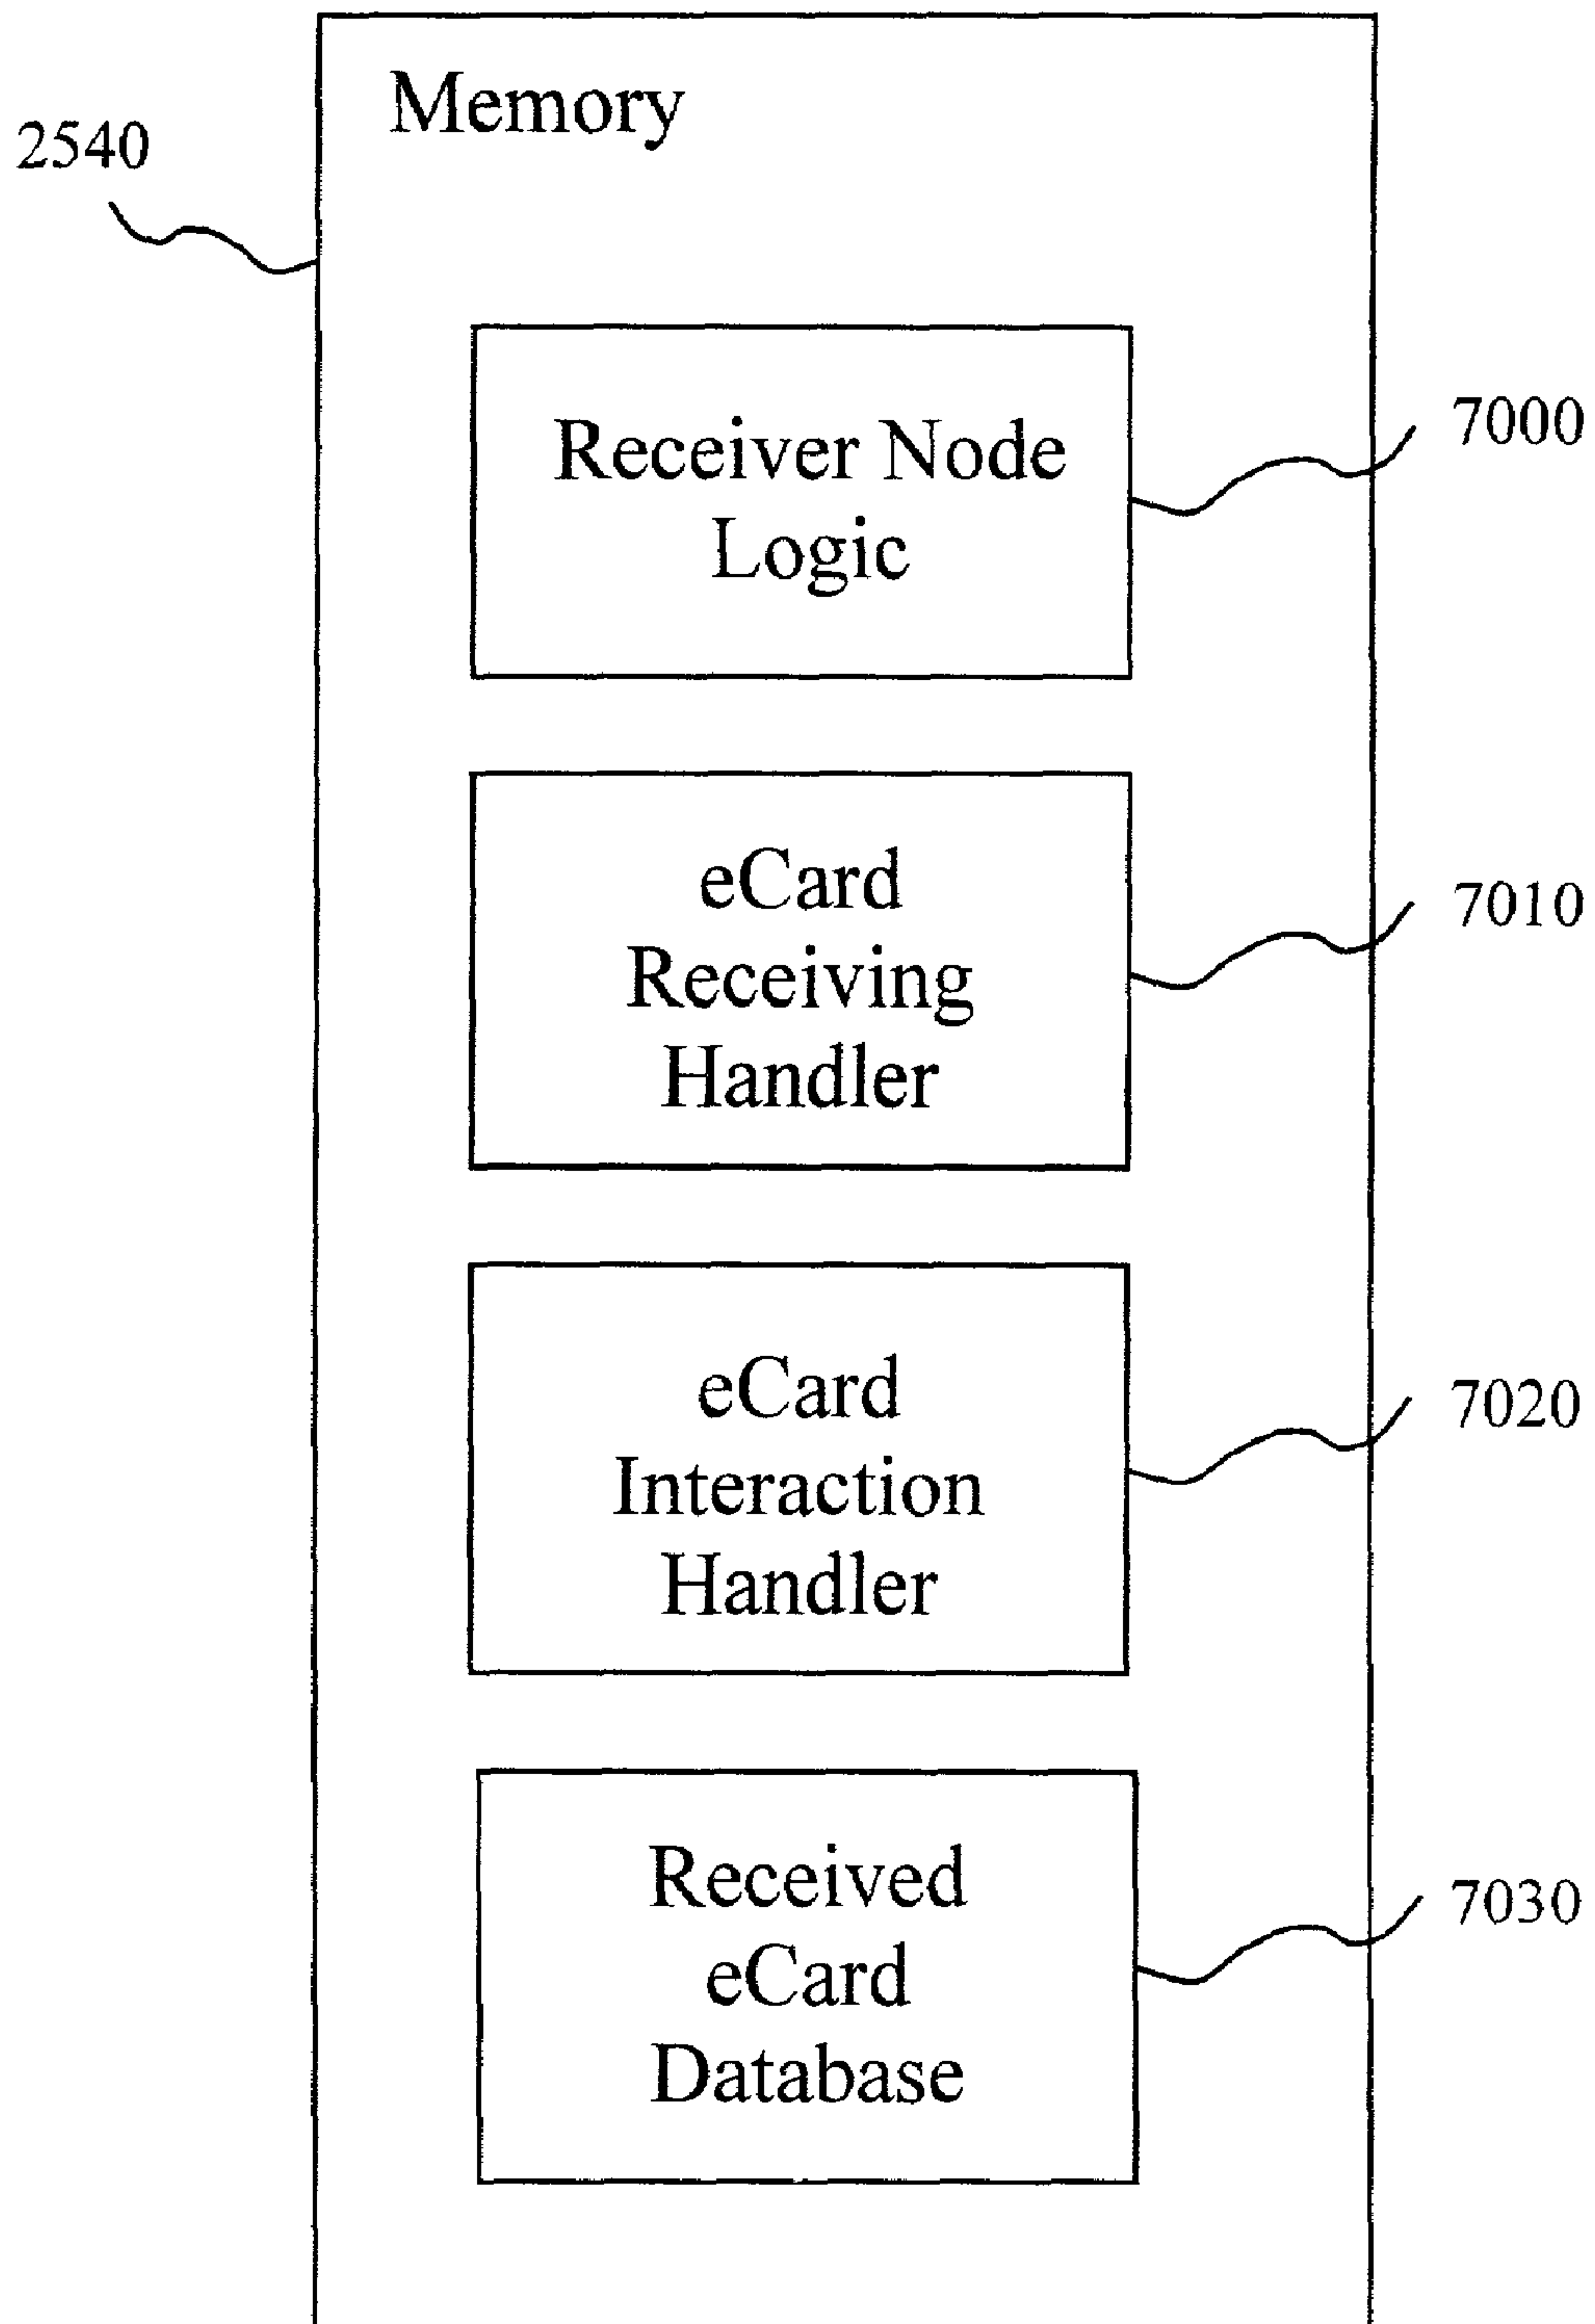 Memory
2540
Receiver Node
Logic
7000
eCard
Receiving
Handler
7010
eCard
Interaction
Handler
7020
Received
eCard
Database
7030